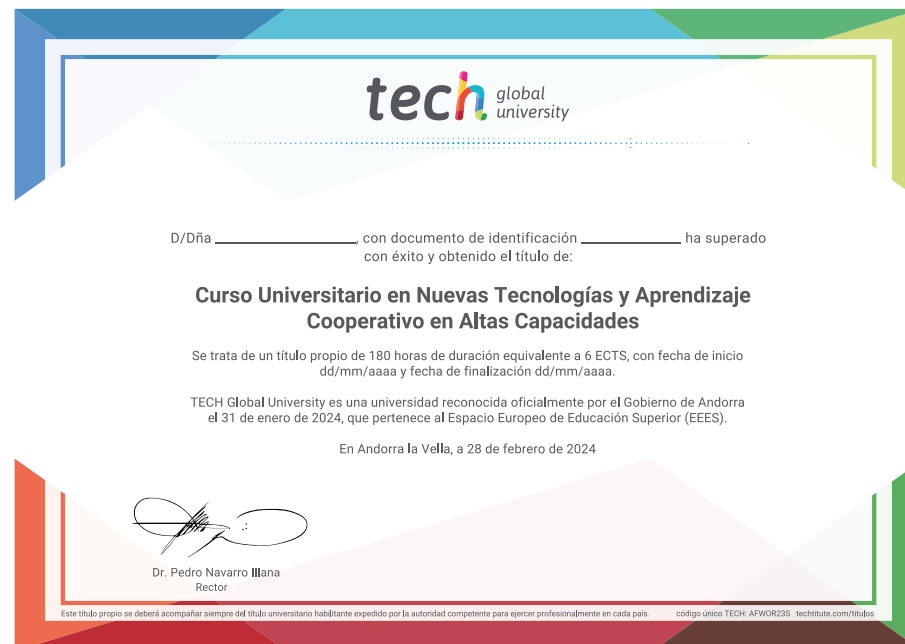 tech global university
D/Dña ____________________, con documento de identificación ______________ ha superado
con éxito y obtenido el título de:
Curso Universitario en Nuevas Tecnologías y Aprendizaje
Cooperativo en Altas Capacidades
Se trata de un título propio de 180 horas de duración equivalente a 6 ECTS, con fecha de inicio
dd/mm/aaaa y fecha de finalización dd/mm/aaaa.
TECH Global University es una universidad reconocida oficialmente por el Gobierno de Andorra
el 31 de enero de 2024, que pertenece al Espacio Europeo de Educación Superior (EEES).
En Andorra la Vella, a 28 de febrero de 2024
Dr. Pedro Navarro Illana
Rector
Este título propio se deberá acompañar siempre del título universitario habilitante expedido por la autoridad competente para ejercer profesionalmente en cada país. código único TECH: AFWOR23S techtitute.com/titulos